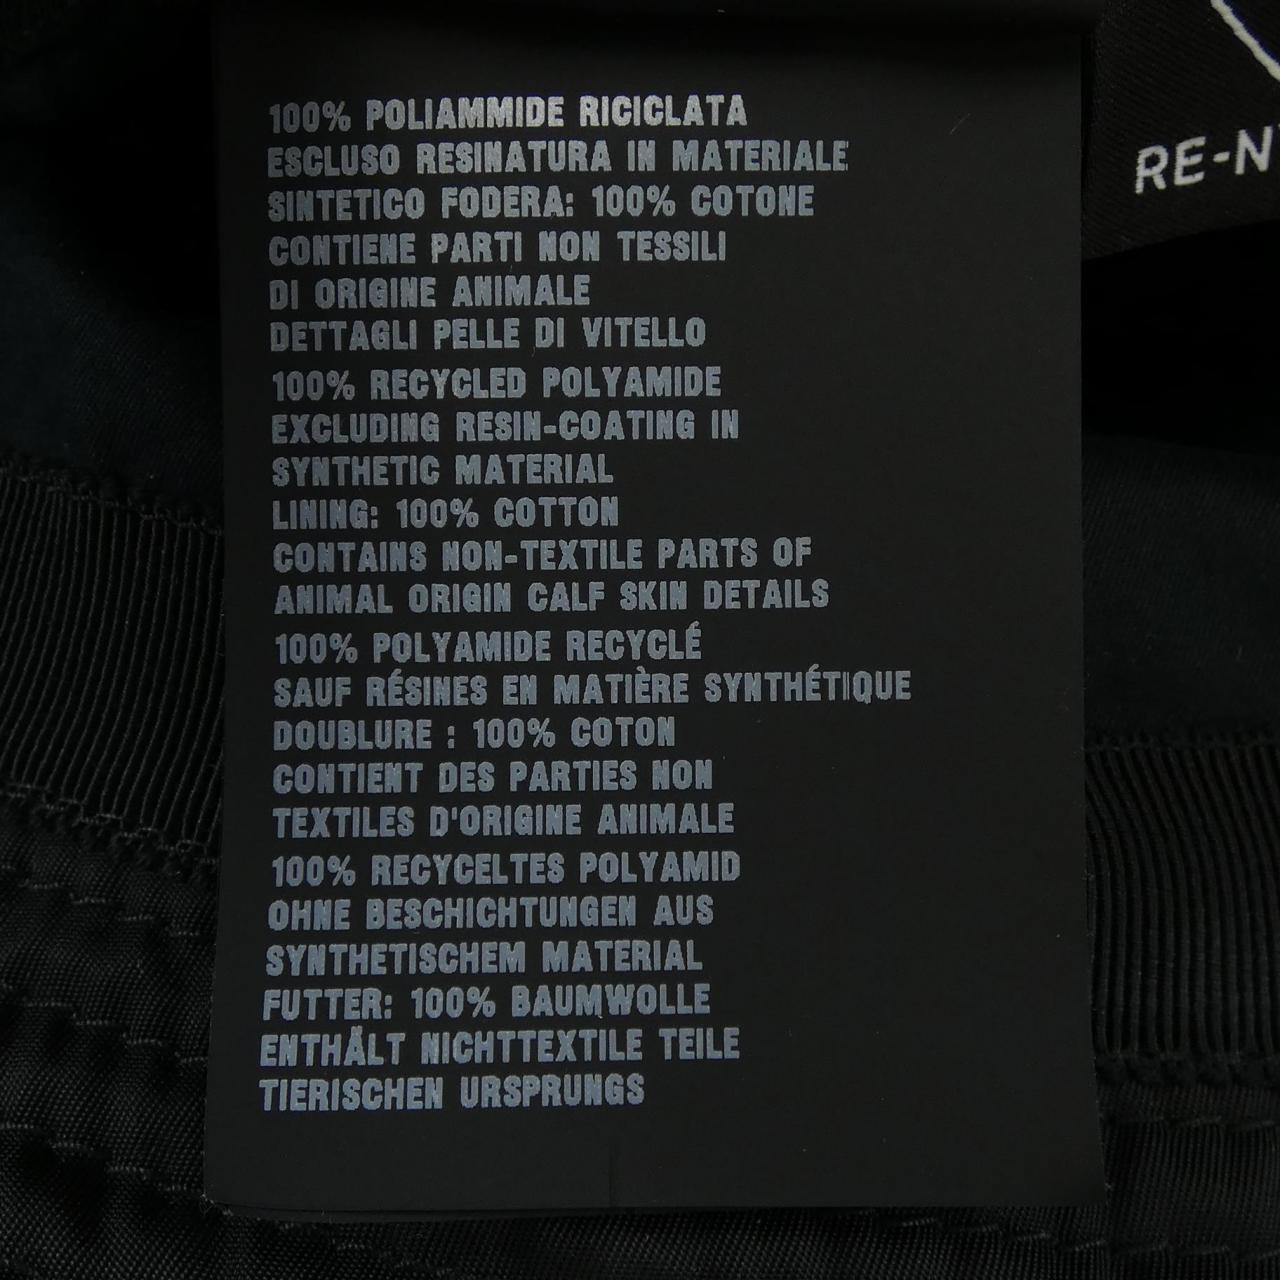 100% POLIAMMIDE RICICLATA
ESCLUSO RESINATURA IN MATERIALE
SINTETICO FODERA: 100% COTONE
CONTIENE PARTI NON TESSILI
DI ORIGINE ANIMALE
DETTAGLI PELLE DI VITELLO
100% RECYCLED POLYAMIDE
EXCLUDING RESIN-COATING IN
SYNTHETIC MATERIAL
LINING: 100% COTTON
CONTAINS NON-TEXTILE PARTS OF
ANIMAL ORIGIN CALF SKIN DETAILS
100% POLYAMIDE RECYCLÉ
SAUF RÉSINES EN MATIÈRE SYNTHÉTIQUE
DOUBLURE : 100% COTON
CONTIENT DES PARTIES NON
TEXTILES D'ORIGINE ANIMALE
100% RECYCELTES POLYAMID
OHNE BESCHICHTUNGEN AUS
SYNTHETISCHEM MATERIAL
FUTTER: 100% BAUMWOLLE
ENTHÄLT NICHTTEXTILE TEILE
TIERISCHEN URSPRUNGS
RE-N